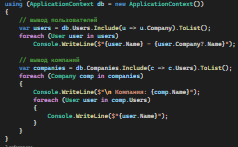 using (ApplicationContext db = new ApplicationContext())
{
// вывод пользователей
var users = db.Users.Include(u => u.Company).ToList();
foreach (User user in users)
Console.WriteLine($"{user.Name} - {user.Company?.Name}");

// вывод компаний
var companies = db.Companies.Include(c => c.Users).ToList();
foreach (Company comp in companies)
{
Console.WriteLine($"\n Компания: {comp.Name}");
foreach (User user in comp.Users)
{
Console.WriteLine($"{user.Name}");
}
}
}